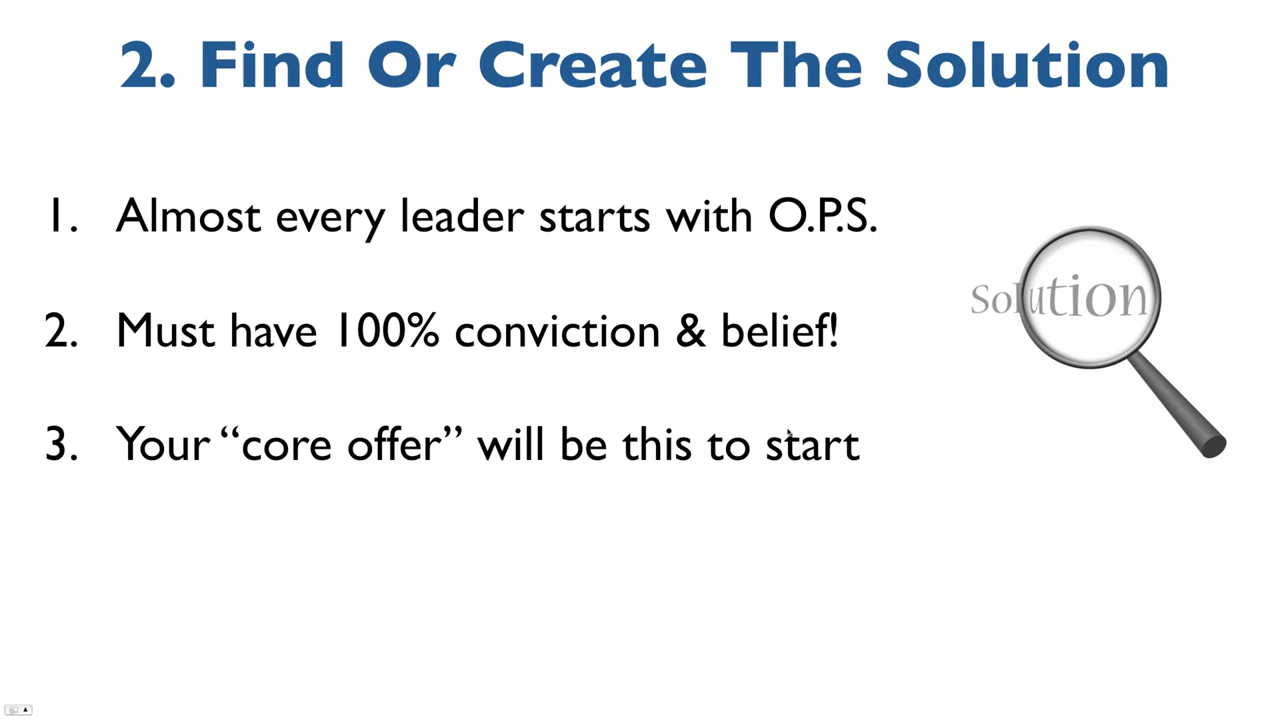 2. Find Or Create The Solution
1. Almost every leader starts with O.P.S.
2. Must have 100% conviction & belief!
3. Your “core offer” will be this to start
Solution